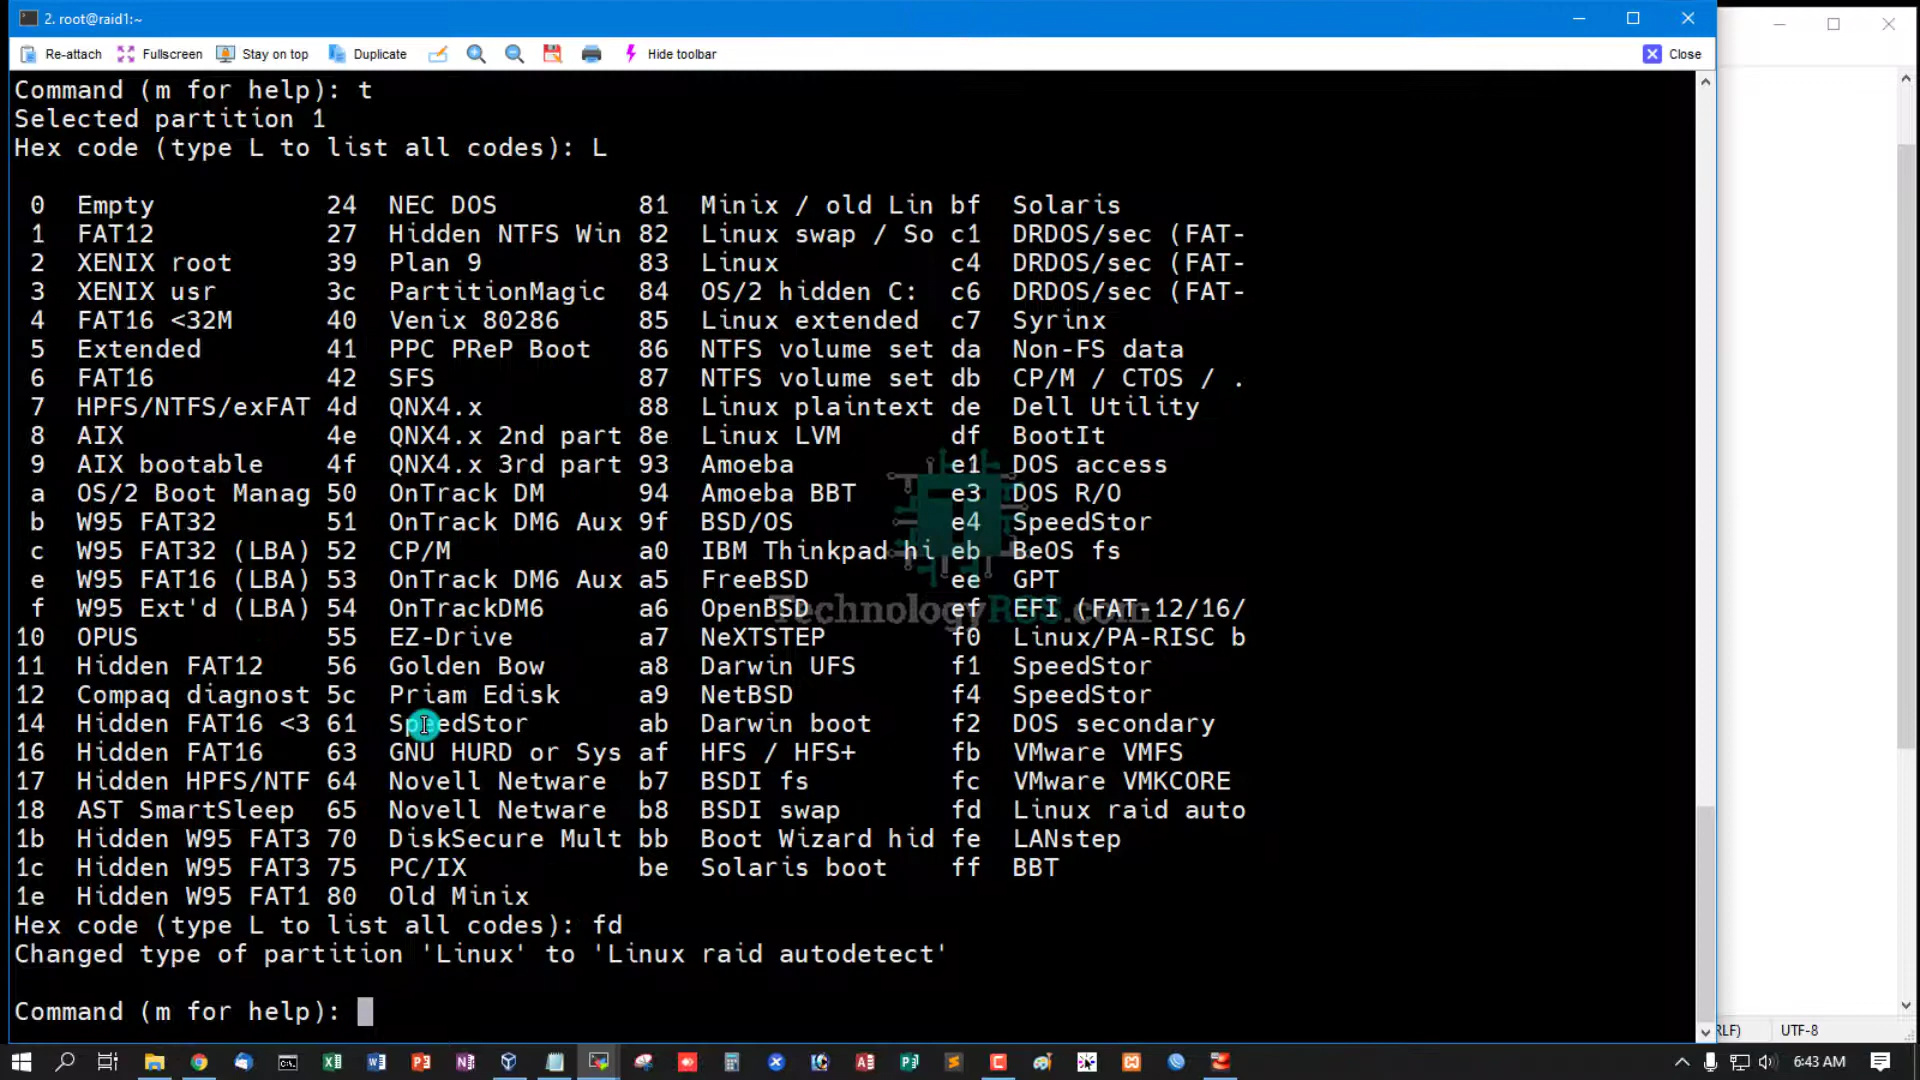 2. root@raid1:~
Re-attach Fullscreen Stay on top Duplicate Hide toolbar Close
Command (m for help): t
Selected partition 1
Hex code (type L to list all codes): L
0 Empty 24 NEC DOS 81 Minix / old Lin bf Solaris
1 FAT12 27 Hidden NTFS Win 82 Linux swap / So c1 DRDOS/sec (FAT-
2 XENIX root 39 Plan 9 83 Linux c4 DRDOS/sec (FAT-
3 XENIX usr 3c PartitionMagic 84 OS/2 hidden C: c6 DRDOS/sec (FAT-
4 FAT16 <32M 40 Venix 80286 85 Linux extended c7 Syrinx
5 Extended 41 PPC PReP Boot 86 NTFS volume set da Non-FS data
6 FAT16 42 SFS 87 NTFS volume set db CP/M / CTOS / .
7 HPFS/NTFS/exFAT 4d QNX4.x 88 Linux plaintext de Dell Utility
8 AIX 4e QNX4.x 2nd part 8e Linux LVM df BootIt
9 AIX bootable 4f QNX4.x 3rd part 93 Amoeba e1 DOS access
a OS/2 Boot Manag 50 OnTrack DM 94 Amoeba BBT e3 DOS R/O
b W95 FAT32 51 OnTrack DM6 Aux 9f BSD/OS e4 SpeedStor
c W95 FAT32 (LBA) 52 CP/M a0 IBM Thinkpad hi eb BeOS fs
e W95 FAT16 (LBA) 53 OnTrack DM6 Aux a5 FreeBSD ee GPT
f W95 Ext'd (LBA) 54 OnTrackDM6 a6 OpenBSD ef EFI (FAT-12/16/
TechnologyRSS.com
10 OPUS 55 EZ-Drive a7 NeXTSTEP f0 Linux/PA-RISC b
11 Hidden FAT12 56 Golden Bow a8 Darwin UFS f1 SpeedStor
12 Compaq diagnost 5c Priam Edisk a9 NetBSD f4 SpeedStor
14 Hidden FAT16 <3 61 SpeedStor ab Darwin boot f2 DOS secondary
16 Hidden FAT16 63 GNU HURD or Sys af HFS / HFS+ fb VMware VMFS
17 Hidden HPFS/NTF 64 Novell Netware b7 BSDI fs fc VMware VMKCORE
18 AST SmartSleep 65 Novell Netware b8 BSDI swap fd Linux raid auto
1b Hidden W95 FAT3 70 DiskSecure Mult bb Boot Wizard hid fe LANstep
1c Hidden W95 FAT3 75 PC/IX be Solaris boot ff BBT
1e Hidden W95 FAT1 80 Old Minix
Hex code (type L to list all codes): fd
Changed type of partition 'Linux' to 'Linux raid autodetect'
Command (m for help):
RLF) UTF-8
6:43 AM